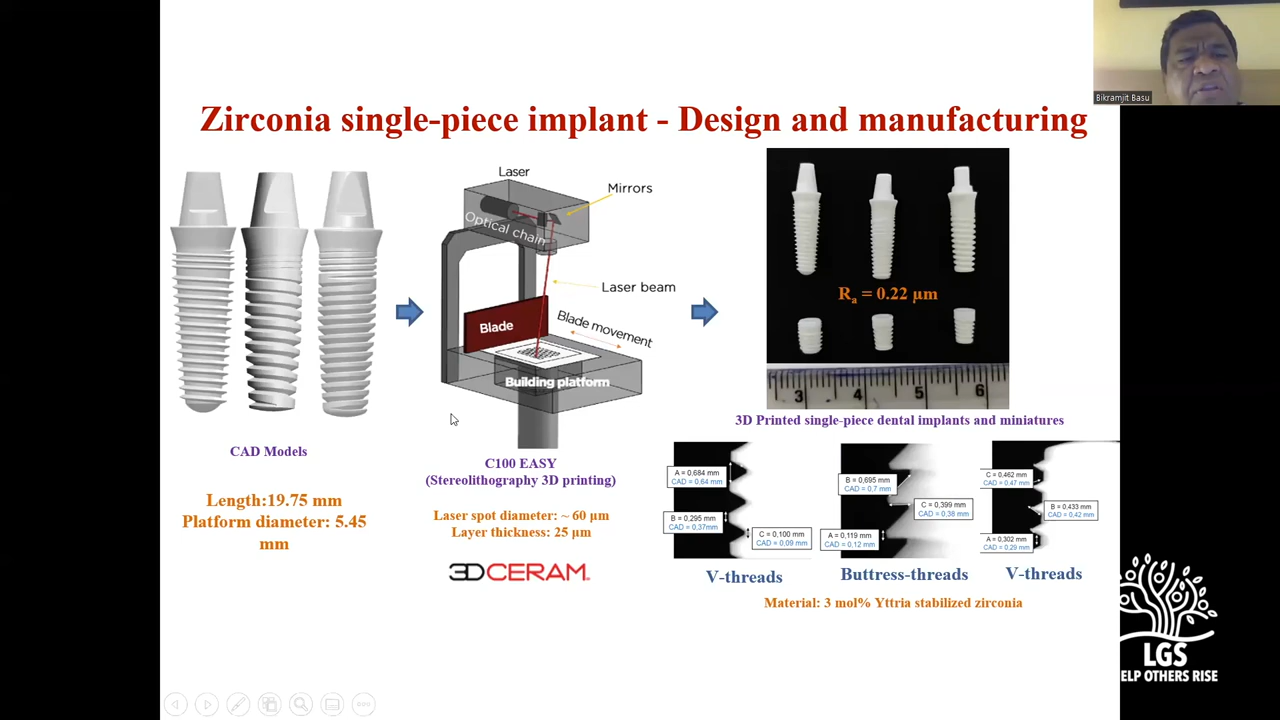 Bikramjit Basu
Zirconia single-piece implant - Design and manufacturing
CAD Models
Length:19.75 mm
Platform diameter: 5.45
mm
Laser
Mirrors
Optical chain
Laser beam
Blade
Blade movement
Building platform
C100 EASY
(Stereolithography 3D printing)
Laser spot diameter: ~ 60 µm
Layer thickness: 25 µm
3DCERAM
Ra = 0.22 µm
3 4 5 6
3D Printed single-piece dental implants and miniatures
A = 0.684 mm
CAD = 0,64 mm
B = 0,295 mm
CAD = 0,37mm
C = 0,100 mm
CAD = 0,09 mm
V-threads
B = 0,695 mm
CAD = 0.7 mm
C = 0,399 mm
CAD = 0,38 mm
A = 0,119 mm
CAD = 0,12 mm
Buttress-threads
C = 0,462 mm
CAD = 0.47 mm
B = 0,433 mm
CAD = 0,42 mm
A = 0,302 mm
CAD = 0.29 mm
V-threads
Material: 3 mol% Yttria stabilized zirconia
LGS
ELP OTHERS RISE